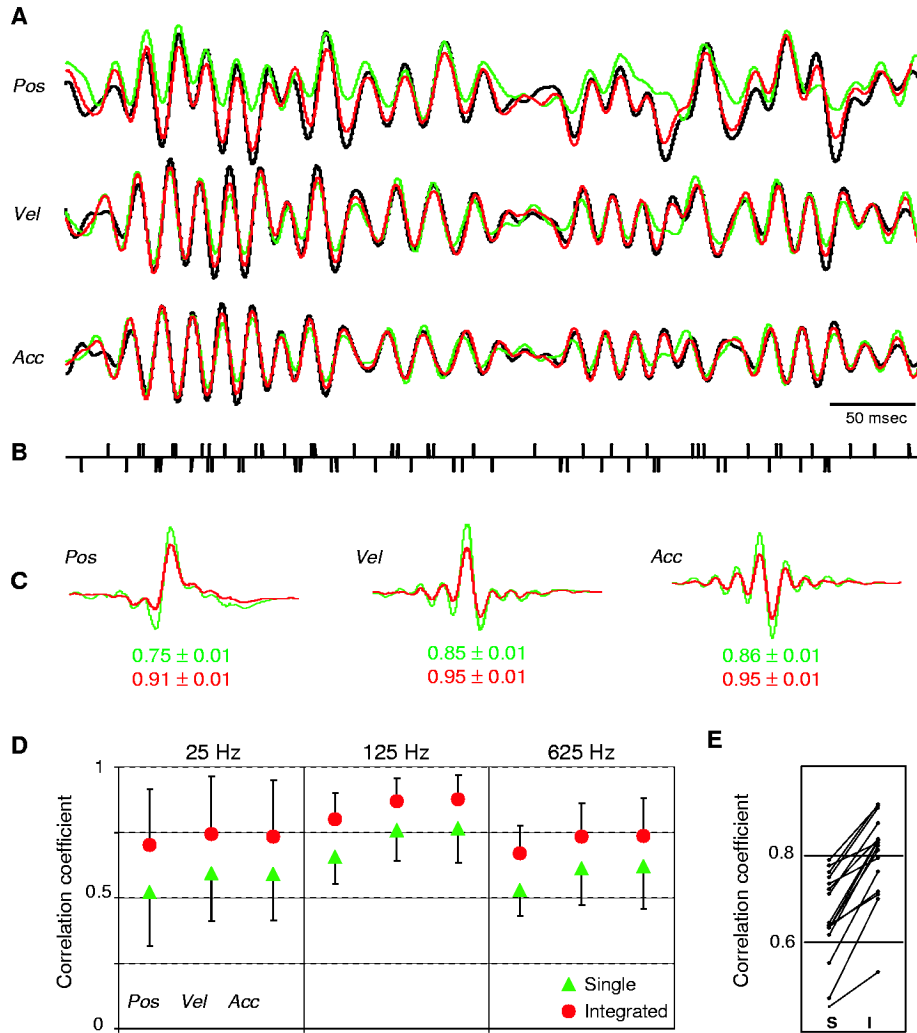 A
Pos
Vel
Acc
50 msec
B
C
Pos
Vel
Acc
0.75 ± 0.01
0.91 ± 0.01
0.85 ± 0.01
0.95 ± 0.01
0.86 ± 0.01
0.95 ± 0.01
D
25 Hz
125 Hz
625 Hz
Correlation coefficient
1
0.5
0
Pos Vel Acc
Single
Integrated
E
Correlation coefficient
0.8
0.6
S I